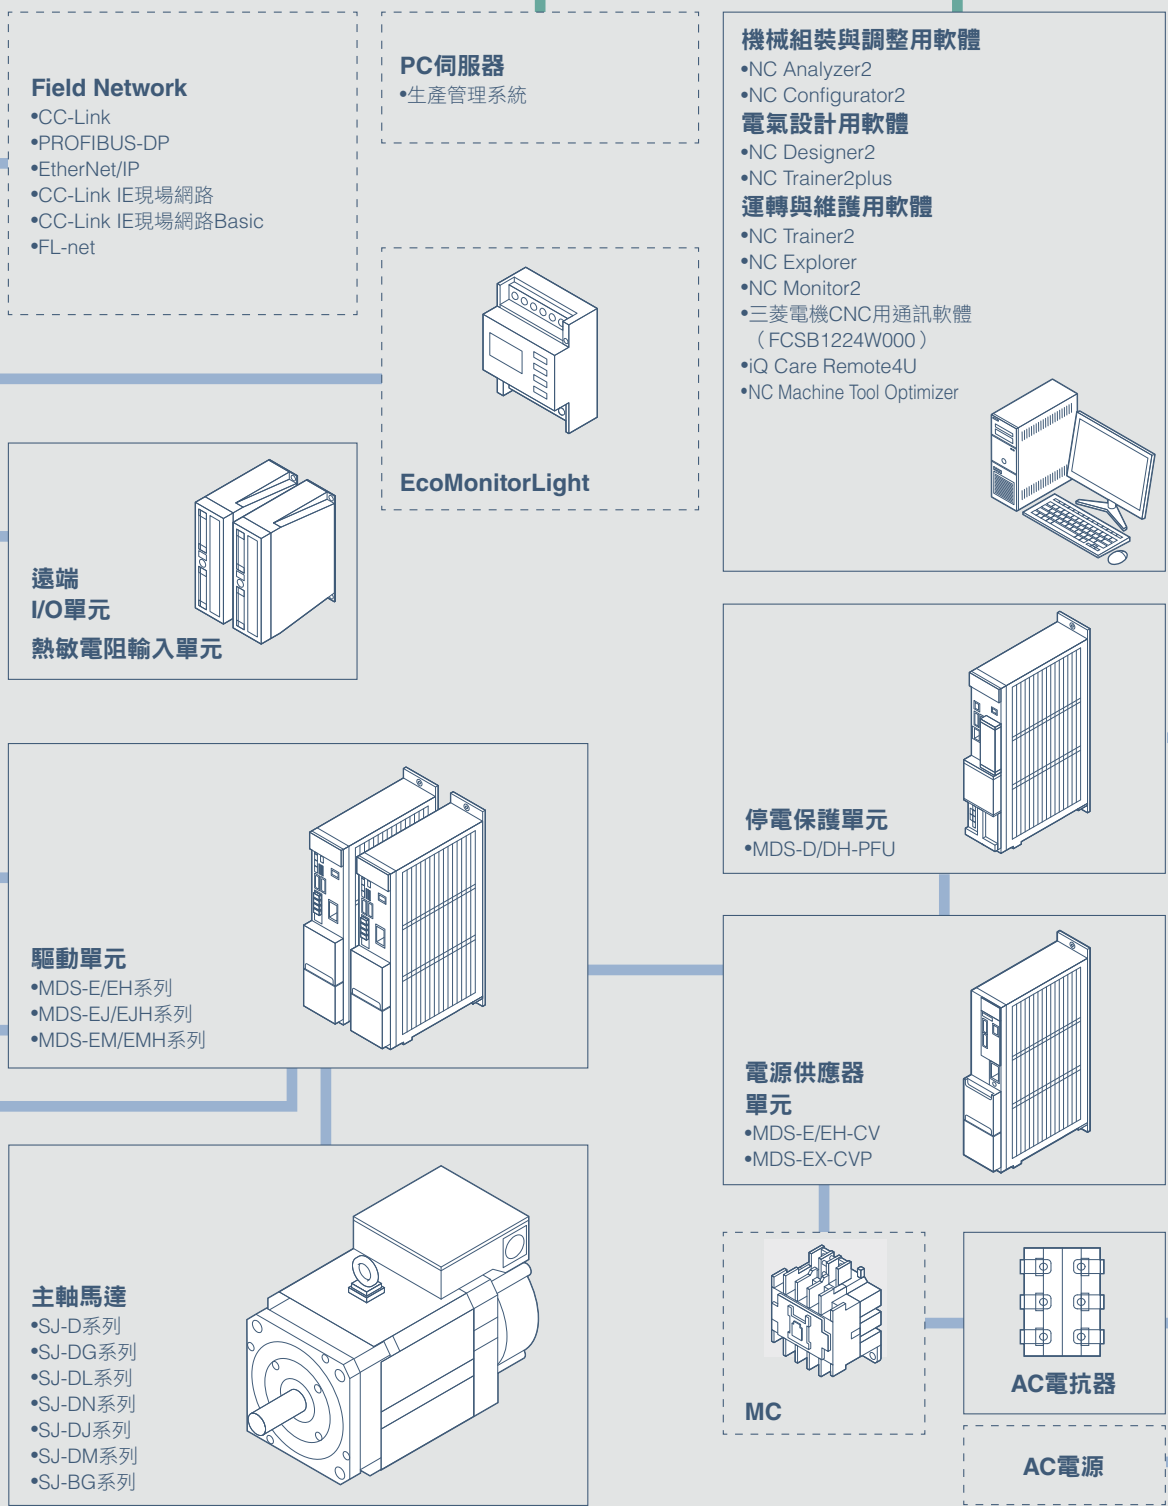 Field Network
•CC-Link
•PROFIBUS-DP
•EtherNet/IP
•CC-Link IE現場網路
•CC-Link IE現場網路Basic
•FL-net
PC伺服器
•生產管理系統
機械組裝與調整用軟體
•NC Analyzer2
•NC Configurator2
電氣設計用軟體
•NC Designer2
•NC Trainer2plus
運轉與維護用軟體
•NC Trainer2
•NC Explorer
•NC Monitor2
•三菱電機CNC用通訊軟體
（FCSB1224W000）
•iQ Care Remote4U
•NC Machine Tool Optimizer
EcoMonitorLight
遠端
I/O單元
熱敏電阻輸入單元
停電保護單元
•MDS-D/DH-PFU
驅動單元
•MDS-E/EH系列
•MDS-EJ/EJH系列
•MDS-EM/EMH系列
電源供應器
單元
•MDS-E/EH-CV
•MDS-EX-CVP
主軸馬達
•SJ-D系列
•SJ-DG系列
•SJ-DL系列
•SJ-DN系列
•SJ-DJ系列
•SJ-DM系列
•SJ-BG系列
MC
AC電抗器
AC電源